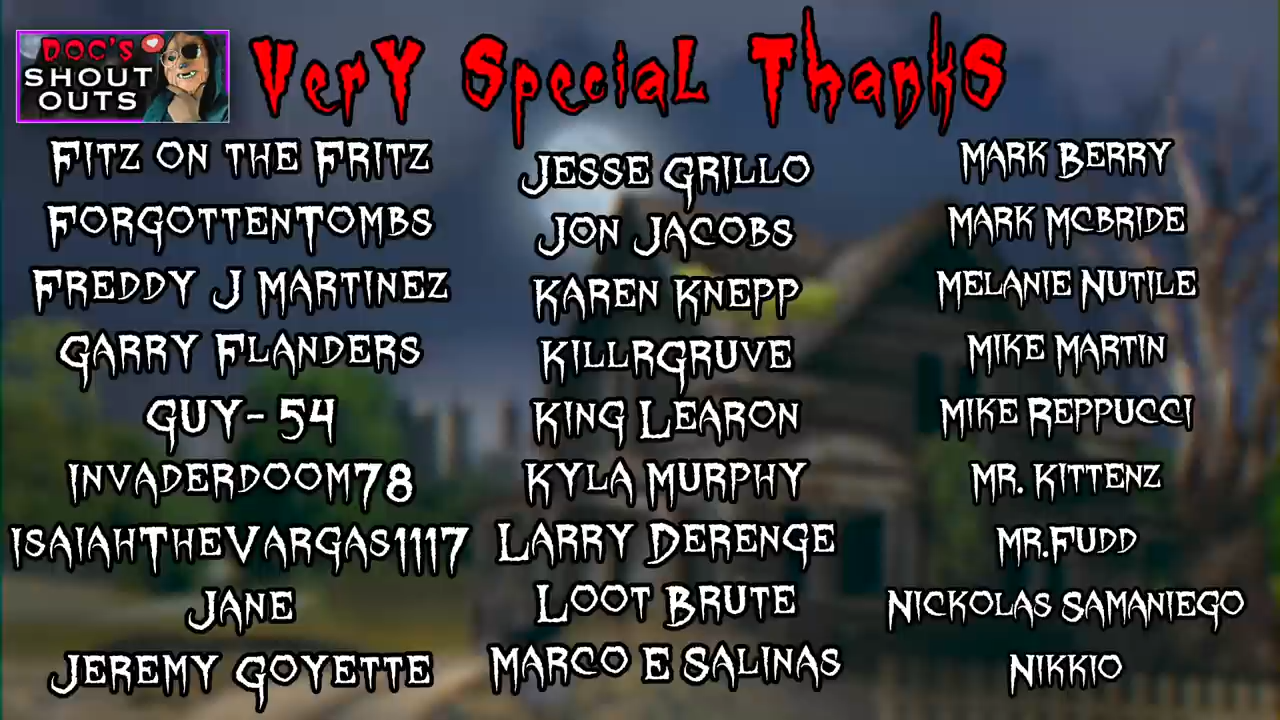 DOC'S
SHOUT
OUTS
VerY SpeciaL ThankS
Fitz on the Fritz
ForgottenTombs
Freddy J Martinez
Garry Flanders
Guy- 54
invaderdoom78
isaiahTheVargas1117
Jane
Jeremy Goyette
Jesse Grillo
Jon Jacobs
Karen Knepp
KillrGruve
King Learon
Kyla Murphy
Larry Derenge
Loot Brute
Marco E Salinas
Mark Berry
Mark McBride
Melanie Nutile
Mike Martin
Mike Reppucci
Mr. Kittenz
Mr.Fudd
Nickolas Samaniego
Nikkio